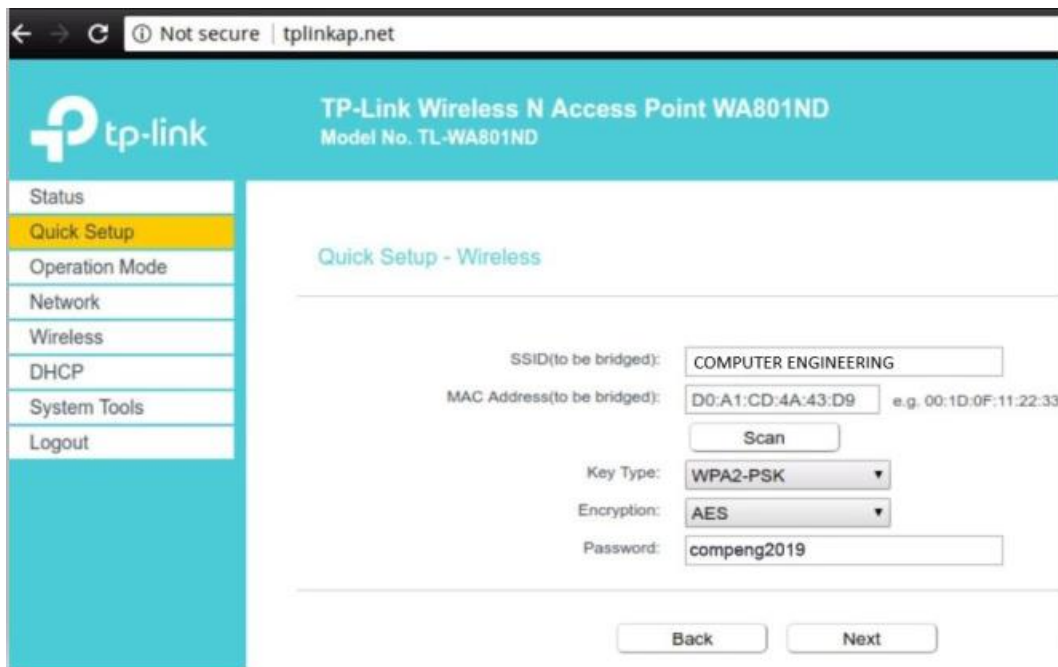 Not secure | tplinkap.net
tp-link
TP-Link Wireless N Access Point WA801ND
Model No. TL-WA801ND
Status
Quick Setup
Operation Mode
Network
Wireless
DHCP
System Tools
Logout
Quick Setup - Wireless
SSID(to be bridged): COMPUTER ENGINEERING
MAC Address(to be bridged): D0:A1:CD:4A:43:D9 e.g. 00:1D:0F:11:22:33
Scan
Key Type: WPA2-PSK
Encryption: AES
Password: compeng2019
Back Next